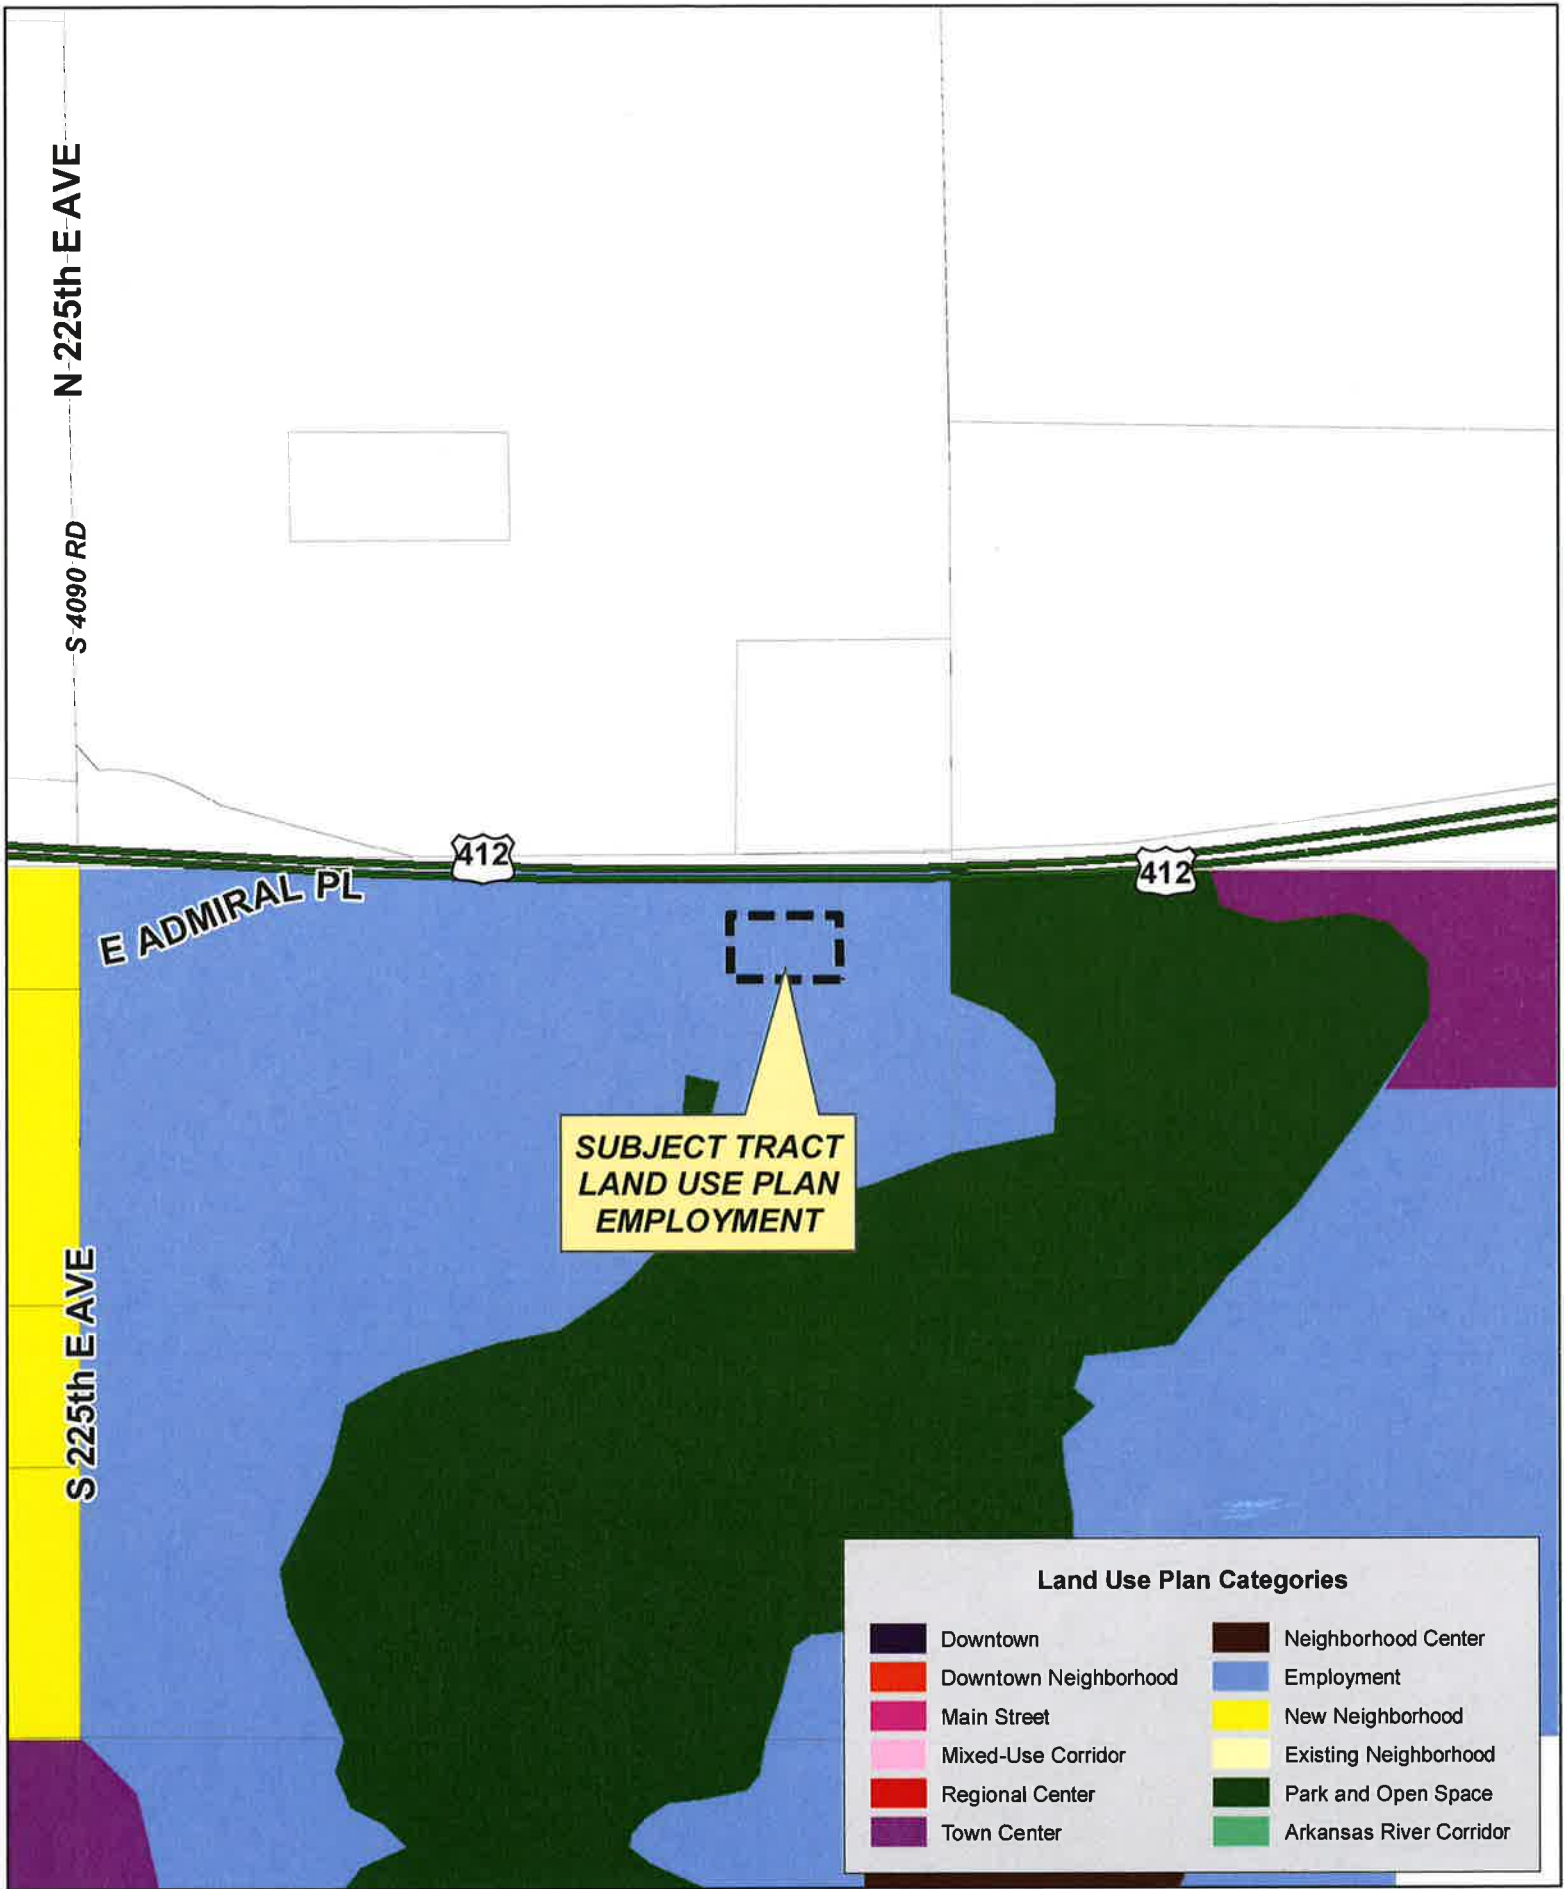 N 225th E AVE
S 4090 RD
412
412
E ADMIRAL PL
SUBJECT TRACT
LAND USE PLAN
EMPLOYMENT
S 225th E AVE
Land Use Plan Categories
Downtown
Downtown Neighborhood
Main Street
Mixed-Use Corridor
Regional Center
Town Center
Neighborhood Center
Employment
New Neighborhood
Existing Neighborhood
Park and Open Space
Arkansas River Corridor